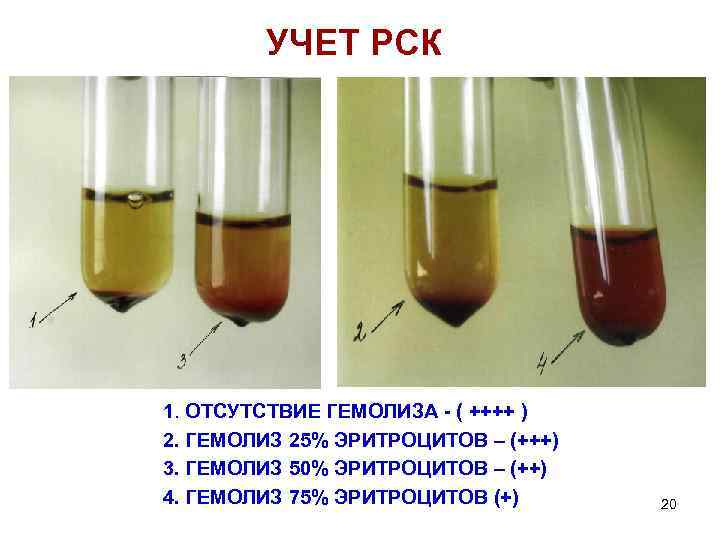 УЧЕТ РСК
1
3
2
4
1. ОТСУТСТВИЕ ГЕМОЛИЗА - ( ++++ )
2. ГЕМОЛИЗ 25% ЭРИТРОЦИТОВ – (+++)
3. ГЕМОЛИЗ 50% ЭРИТРОЦИТОВ – (++)
4. ГЕМОЛИЗ 75% ЭРИТРОЦИТОВ (+)
20